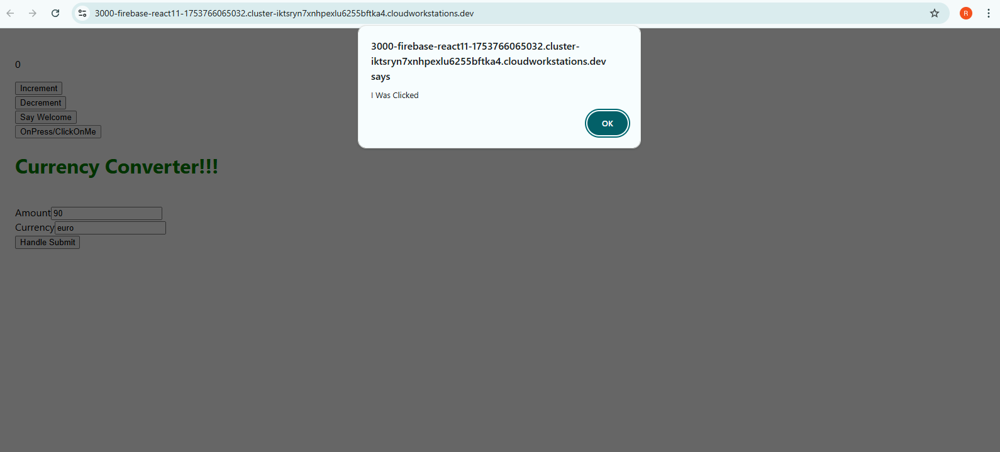 3000-firebase-react11-1753766065032.cluster-iktsryn7xnhpexlu6255bftka4.cloudworkstations.dev
R
3000-firebase-react11-1753766065032.cluster-
iktsryn7xnhpexlu6255bftka4.cloudworkstations.dev
says
I Was Clicked
OK
0
Increment
Decrement
Say Welcome
OnPress/ClickOnMe
Currency Converter!!!
Amount 90
Currency euro
Handle Submit